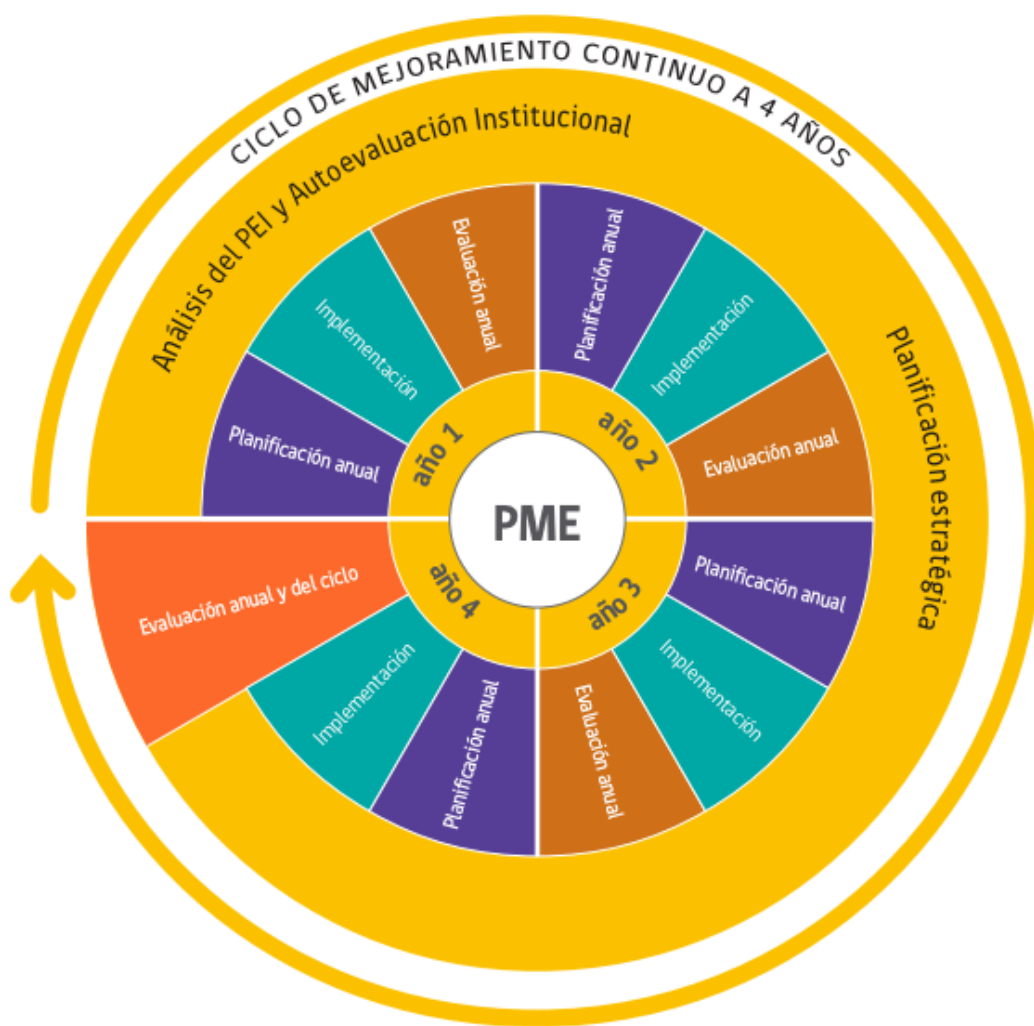 CICLO DE MEJORAMIENTO CONTINUO A 4 AÑOS
Análisis del PEI y Autoevaluación Institucional
Planificación estratégica
PME
año 1
Planificación anual
Implementación
Evaluación anual
año 2
Planificación anual
Implementación
Evaluación anual
año 3
Planificación anual
Implementación
Evaluación anual
año 4
Planificación anual
Implementación
Evaluación anual y del ciclo